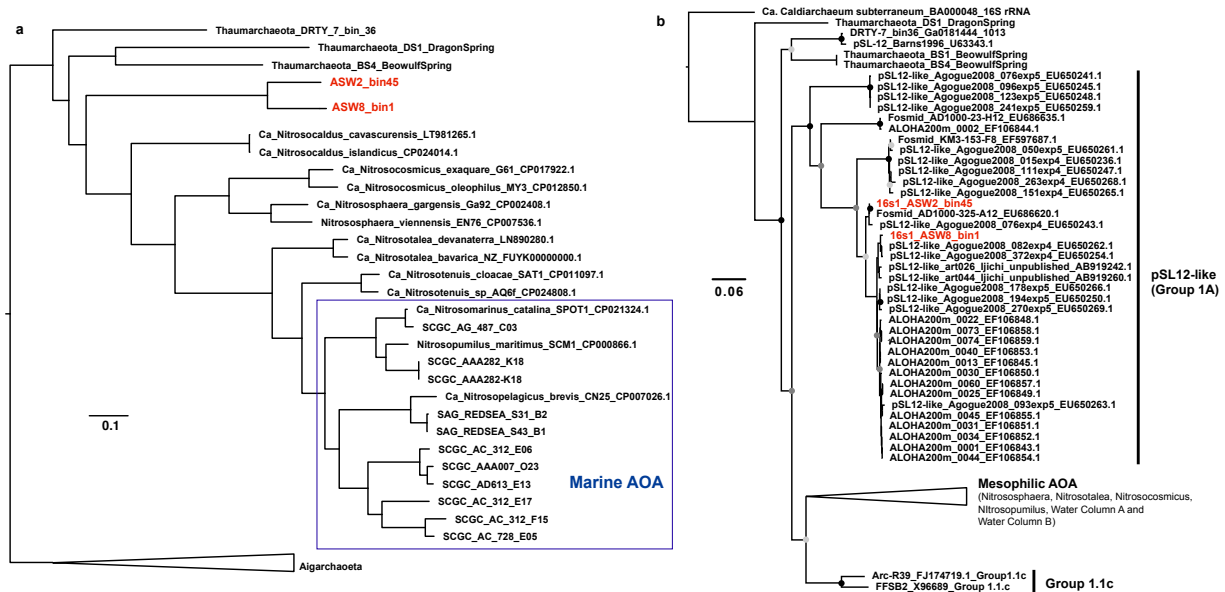 a
Thaumarchaeota_DRTY_7_bin_36
Thaumarchaeota_DS1_DragonSpring
Thaumarchaeota_BS4_BeowulfSpring
ASW2_bin45
ASW8_bin1
Ca_Nitrosocaldus_cavascurensis_LT981265.1
Ca_Nitrosocaldus_islandicus_CP024014.1
Ca_Nitrosocosmicus_exaquare_G61_CP017922.1
Ca_Nitrosocosmicus_oleophilus_MY3_CP012850.1
Ca_Nitrososphaera_gargensis_Ga92_CP002408.1
Nitrososphaera_viennensis_EN76_CP007536.1
Ca_Nitrosotalea_devanaterra_LN890280.1
Ca_Nitrosotalea_bavarica_NZ_FUYK00000000.1
Ca_Nitrosotenuis_cloacae_SAT1_CP011097.1
Ca_Nitrosotenuis_sp_AQ6f_CP024808.1
Ca_Nitrosomarinus_catalina_SPOT1_CP021324.1
SCGC_AG_487_C03
Nitrosopumilus_maritimus_SCM1_CP000866.1
SCGC_AAA282_K18
SCGC_AAA282-K18
Ca_Nitrosopelagicus_brevis_CN25_CP007026.1
SAG_REDSEA_S31_B2
SAG_REDSEA_S43_B1
SCGC_AC_312_E06
SCGC_AAA007_O23
SCGC_AD613_E13
SCGC_AC_312_E17
SCGC_AC_312_F15
SCGC_AC_728_E05
Marine AOA
0.1
Aigarchaoeta
b
Ca. Caldiarchaeum subterraneum_BA000048_16S rRNA
Thaumarchaeota_DS1_DragonSpring
DRTY-7_bin36_Ga0181444_1013
pSL-12_Barns1996_U63343.1
Thaumarchaeota_BS1_BeowulfSpring
Thaumarchaeota_BS4_BeowulfSpring
pSL12-like_Agogue2008_076exp5_EU650241.1
pSL12-like_Agogue2008_096exp5_EU650245.1
pSL12-like_Agogue2008_123exp5_EU650248.1
pSL12-like_Agogue2008_241exp5_EU650259.1
Fosmid_AD1000-23-H12_EU686635.1
ALOHA200m_0002_EF106844.1
Fosmid_KM3-153-F8_EF597687.1
pSL12-like_Agogue2008_050exp5_EU650261.1
pSL12-like_Agogue2008_015exp4_EU650236.1
pSL12-like_Agogue2008_111exp4_EU650247.1
pSL12-like_Agogue2008_263exp4_EU650268.1
pSL12-like_Agogue2008_151exp4_EU650265.1
16s1_ASW2_bin45
Fosmid_AD1000-325-A12_EU686620.1
pSL12-like_Agogue2008_076exp4_EU650243.1
16s1_ASW8_bin1
pSL12-like_Agogue2008_082exp4_EU650262.1
pSL12-like_Agogue2008_372exp4_EU650254.1
pSL12-like_art026_Ijichi_unpublished_AB919242.1
pSL12-like_art044_Ijichi_unpublished_AB919260.1
pSL12-like_Agogue2008_178exp5_EU650266.1
pSL12-like_Agogue2008_194exp5_EU650250.1
pSL12-like_Agogue2008_270exp5_EU650269.1
ALOHA200m_0022_EF106848.1
ALOHA200m_0073_EF106858.1
ALOHA200m_0074_EF106859.1
ALOHA200m_0040_EF106853.1
ALOHA200m_0013_EF106845.1
ALOHA200m_0030_EF106850.1
ALOHA200m_0060_EF106857.1
ALOHA200m_0025_EF106849.1
pSL12-like_Agogue2008_093exp5_EU650263.1
ALOHA200m_0045_EF106855.1
ALOHA200m_0031_EF106851.1
ALOHA200m_0034_EF106852.1
ALOHA200m_0001_EF106843.1
ALOHA200m_0044_EF106854.1
pSL12-like
(Group 1A)
0.06
Mesophilic AOA
(Nitrososphaera, Nitrosotalea, Nitrosocosmicus,
NItrosopumilus, Water Column A and
Water Column B)
Arc-R39_FJ174719.1_Group1.1c
FFSB2_X96689_Group 1.1.c
Group 1.1c